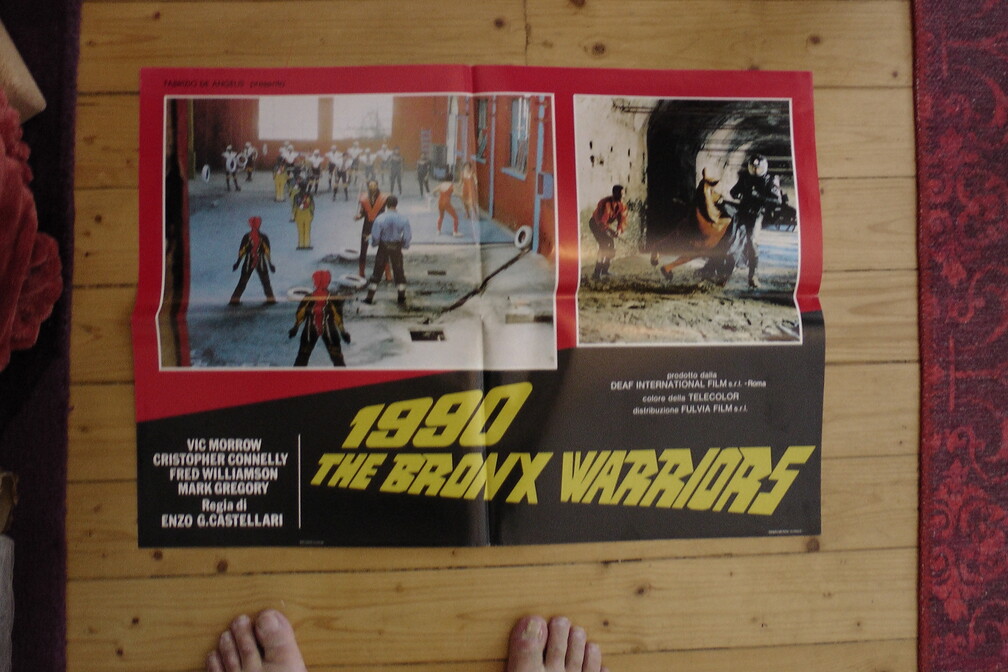 FABRIZIO DE ANGELIS presenta
prodotto dalla
DEAF INTERNATIONAL FILM s.r.l. - Roma
colore della TELECOLOR
distribuzione FULVIA FILM s.r.l.
1990
THE BRONX WARRIORS
VIC MORROW
CRISTOPHER CONNELLY
FRED WILLIAMSON
MARK GREGORY
Regia di
ENZO G.CASTELLARI